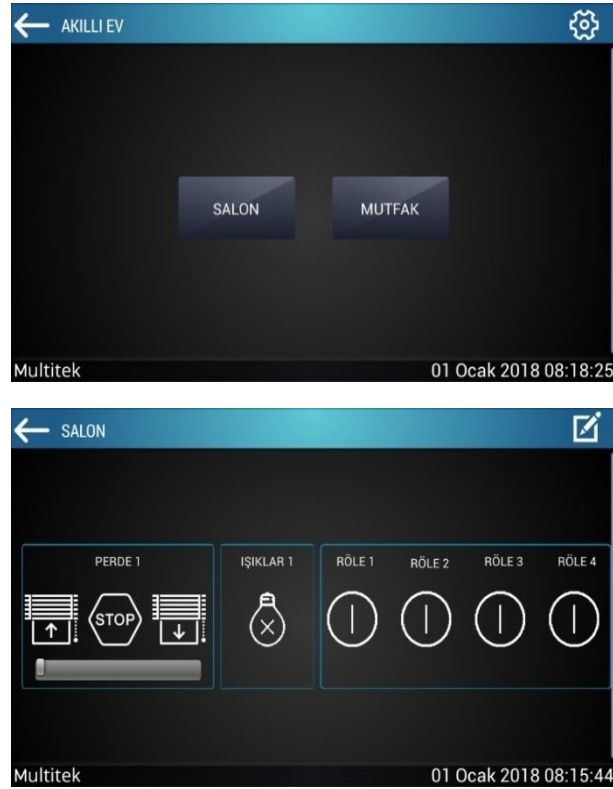 AKILLI EV
SALON MUTFAK
Multitek 01 Ocak 2018 08:18:25
SALON
PERDE 1 IŞIKLAR 1 RÖLE 1 RÖLE 2 RÖLE 3 RÖLE 4
STOP
Multitek 01 Ocak 2018 08:15:44